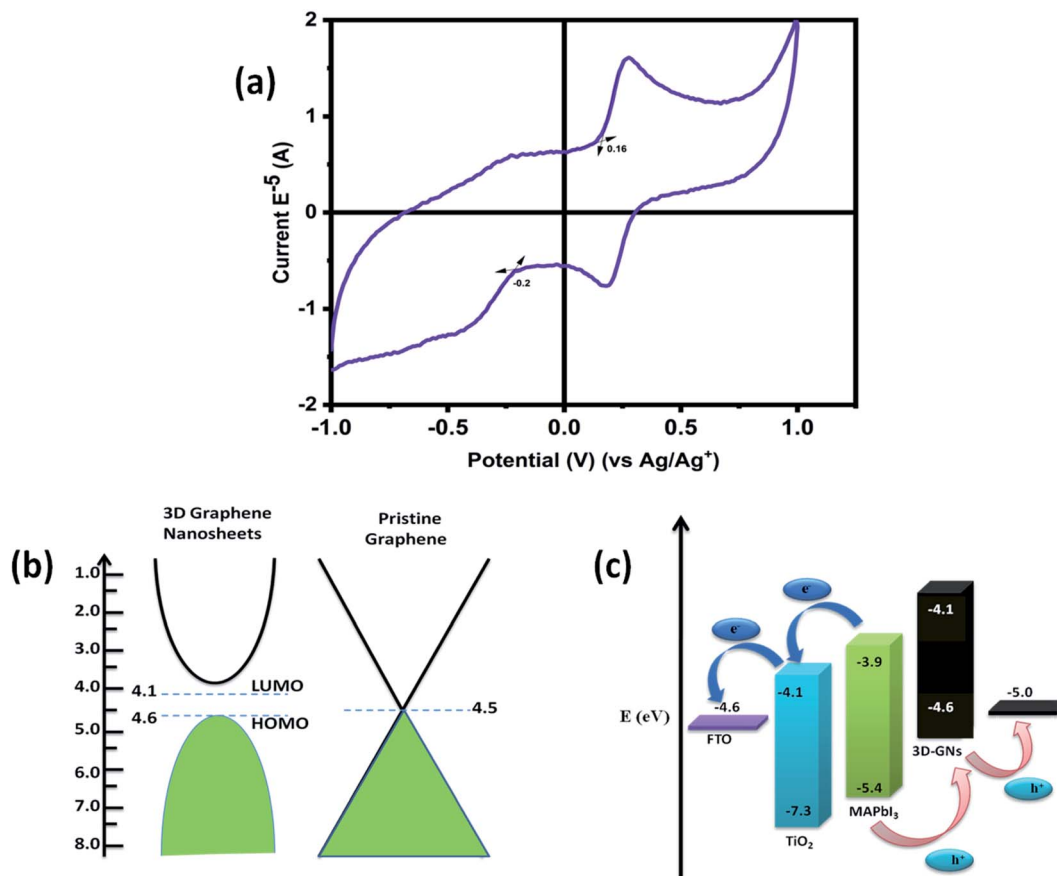 (a)
2
1
0
-1
-2
Current E⁻⁵ (A)
0.16
-0.2
-1.0
-0.5
0.0
0.5
1.0
Potential (V) (vs Ag/Ag⁺)
(b)
3D Graphene
Nanosheets
Pristine
Graphene
1.0
2.0
3.0
4.0
5.0
6.0
7.0
8.0
4.1
4.6
LUMO
HOMO
4.5
(c)
E (eV)
e⁻
e⁻
-4.6
FTO
-4.1
-7.3
TiO₂
-3.9
-5.4
MAPbI₃
-4.1
-4.6
3D-GNs
-5.0
h⁺
h⁺